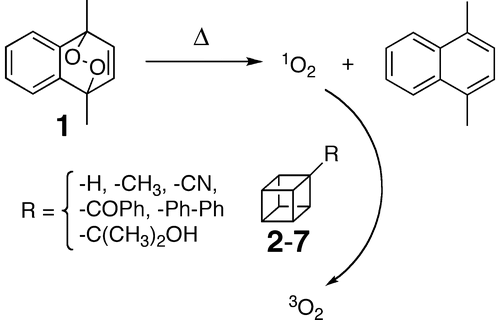 Δ
O
O
¹O₂ +
1
R
-H, -CH₃, -CN,
R = -COPh, -Ph-Ph
-C(CH₃)₂OH
2-7
³O₂